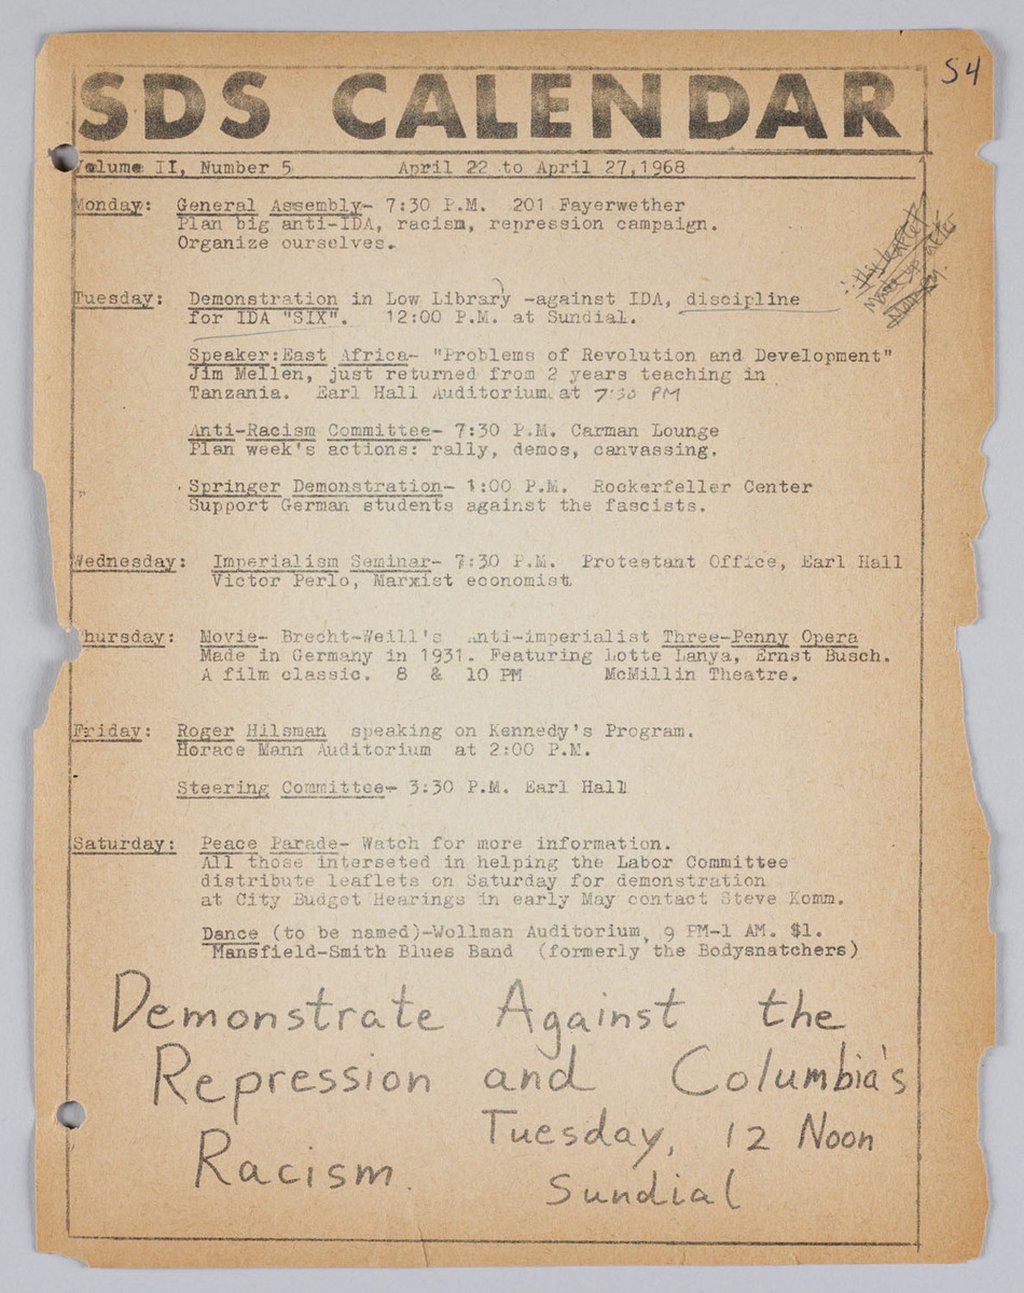 SDS CALENDAR
54
Volume II, Number 5 April 22 to April 27,1968
Monday: General Assembly- 7:30 P.M. 201 Fayerwether
Plan big anti-IDA, racism, repression campaign.
Organize ourselves.
this leaflet
made up after
Tuesday: Demonstration in Low Library -against IDA, discipline
for IDA "SIX". 12:00 P.M. at Sundial.
Speaker:East Africa- "Problems of Revolution and Development"
Jim Mellen, just returned from 2 years teaching in
Tanzania. Earl Hall Auditorium at 7:30 PM
Anti-Racism Committee- 7:30 P.M. Carman Lounge
Plan week's actions: rally, demos, canvassing.
Springer Demonstration- 1:00 P.M. Rockerfeller Center
Support German students against the fascists.
Wednesday: Imperialism Seminar- 7:30 P.M. Protestant Office, Earl Hall
Victor Perlo, Marxist economist
Thursday: Movie- Brecht-Weill's Anti-imperialist Three-Penny Opera
Made in Germany in 1931. Featuring Lotte Lanya, Ernst Busch.
A film classic. 8 & 10 PM McMillin Theatre.
Friday: Roger Hilsman speaking on Kennedy's Program.
Horace Mann Auditorium at 2:00 P.M.
Steering Committee- 3:30 P.M. Earl Hall
Saturday: Peace Parade- Watch for more information.
All those interseted in helping the Labor Committee
distribute leaflets on Saturday for demonstration
at City Budget Hearings in early May contact Steve Komm.
Dance (to be named)-Wollman Auditorium, 9 PM-1 AM. $1.
Mansfield-Smith Blues Band (formerly the Bodysnatchers)
Demonstrate Against the
Repression and Columbia's
Racism.
Tuesday, 12 Noon
Sundial